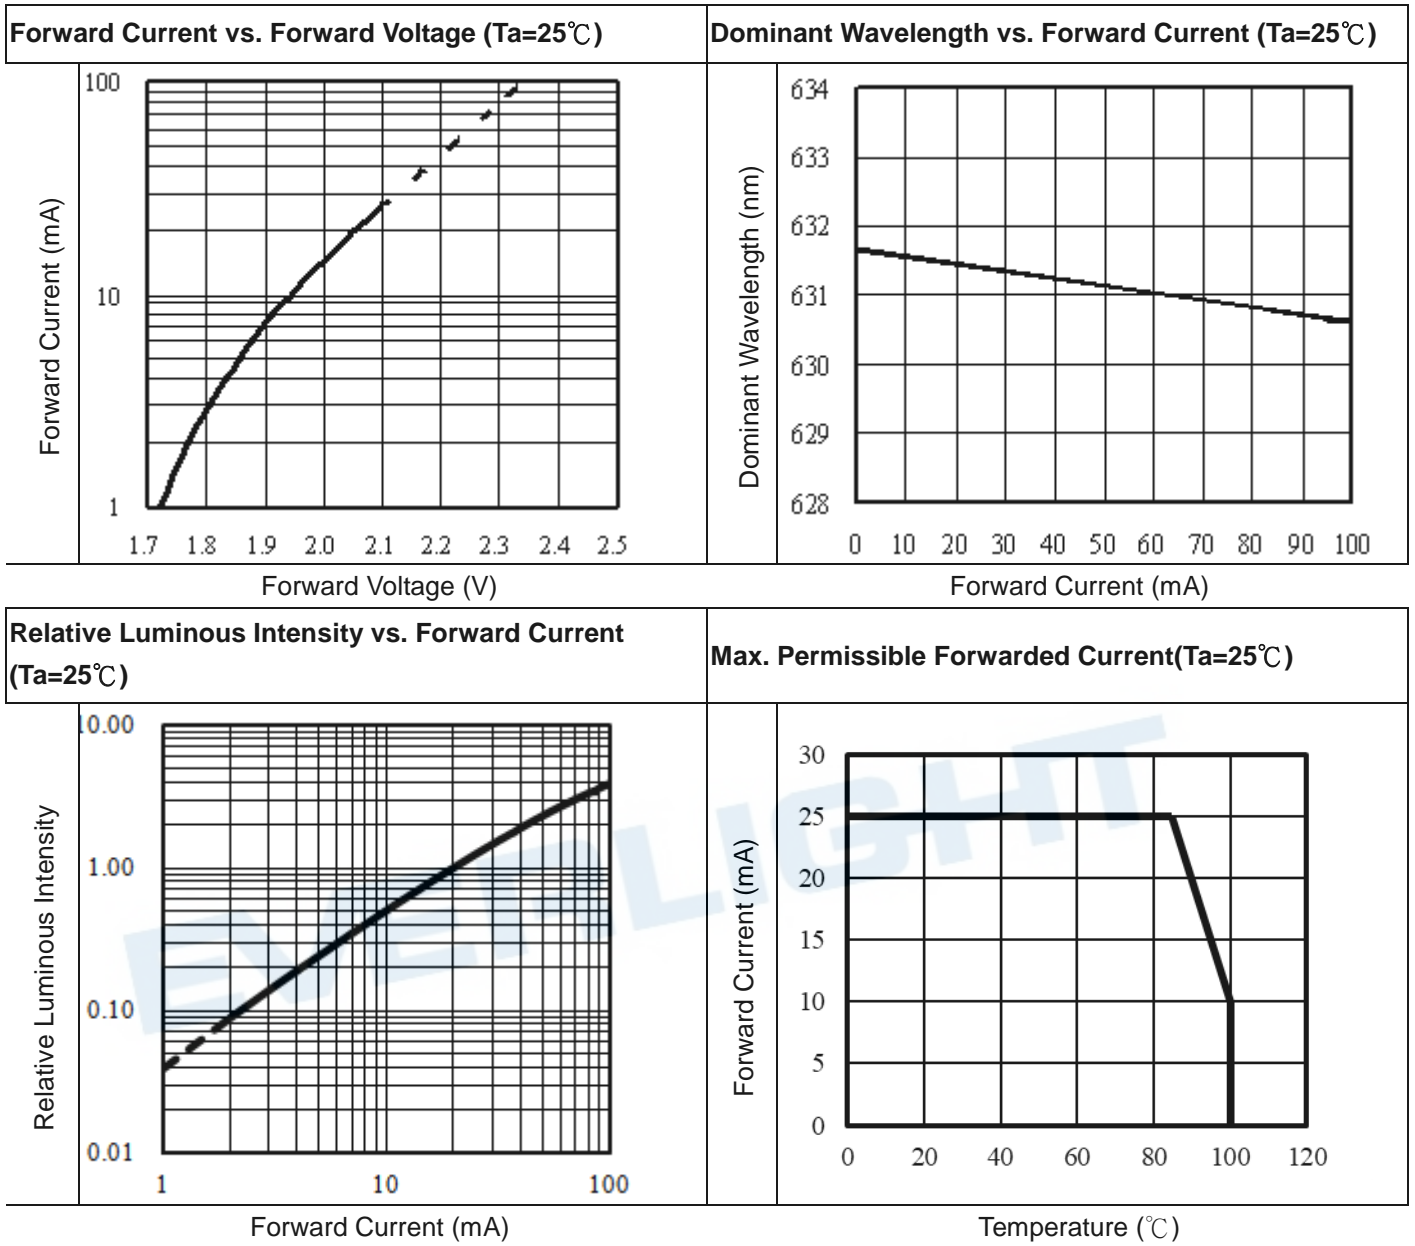 Forward Current vs. Forward Voltage (Ta=25℃)
Forward Current (mA)
100
10
1
1.7 1.8 1.9 2.0 2.1 2.2 2.3 2.4 2.5
Forward Voltage (V)
Dominant Wavelength vs. Forward Current (Ta=25℃)
Dominant Wavelength (nm)
634
633
632
631
630
629
628
0 10 20 30 40 50 60 70 80 90 100
Forward Current (mA)
Relative Luminous Intensity vs. Forward Current
(Ta=25℃)
Relative Luminous Intensity
10.00
1.00
0.10
0.01
1 10 100
Forward Current (mA)
Max. Permissible Forwarded Current(Ta=25℃)
Forward Current (mA)
30
25
20
15
10
5
0
0 20 40 60 80 100 120
Temperature (℃)
EVERLIGHT